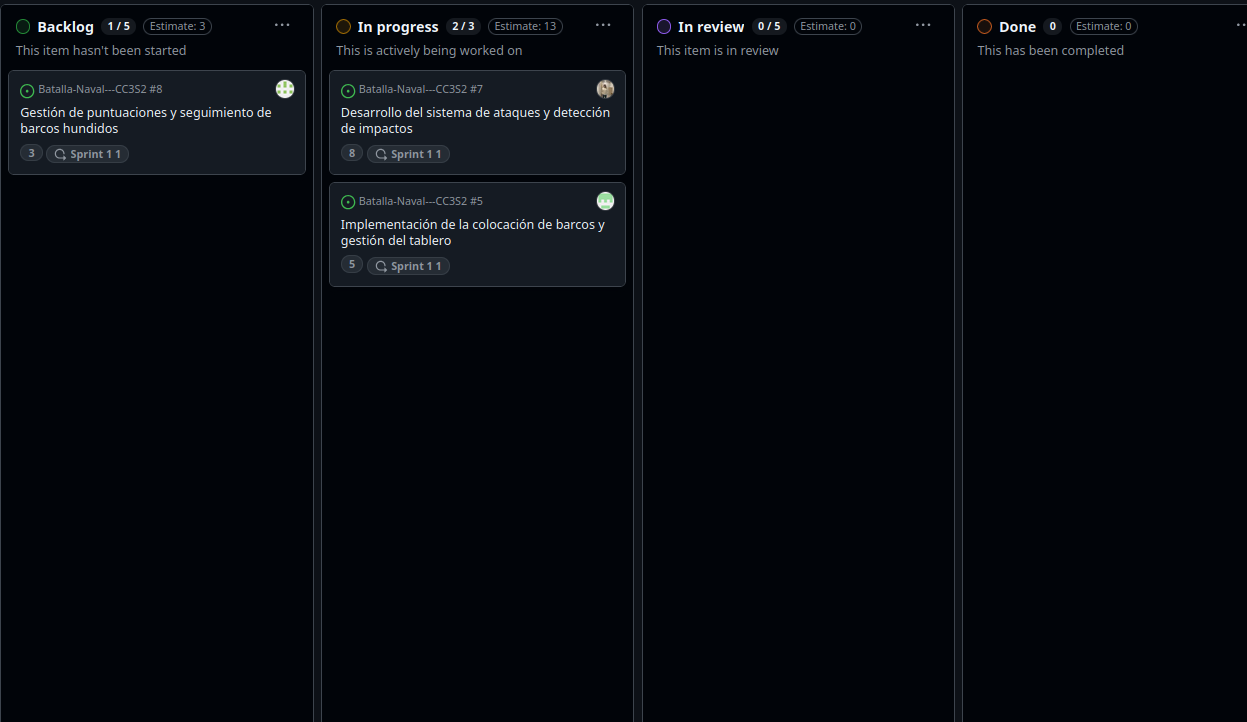 Backlog 1 / 5 Estimate: 3 ...
This item hasn't been started
Batalla-Naval---CC3S2 #8
Gestión de puntuaciones y seguimiento de
barcos hundidos
3 Sprint 1 1
In progress 2 / 3 Estimate: 13 ...
This is actively being worked on
Batalla-Naval---CC3S2 #7
Desarrollo del sistema de ataques y detección
de impactos
8 Sprint 1 1
Batalla-Naval---CC3S2 #5
Implementación de la colocación de barcos y
gestión del tablero
5 Sprint 1 1
In review 0 / 5 Estimate: 0 ...
This item is in review
Done 0 Estimate: 0
This has been completed